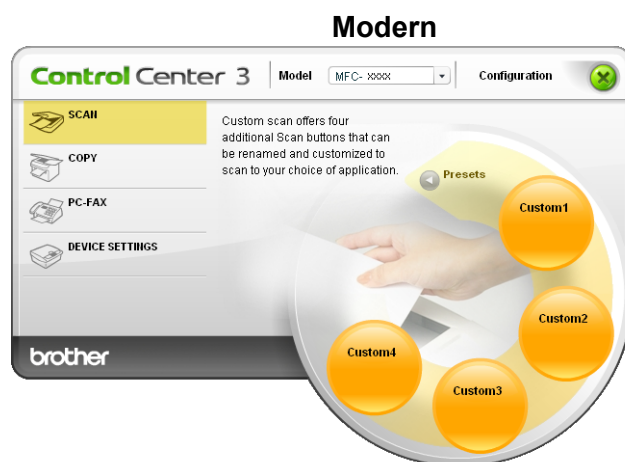 Modern
Control Center 3
Model
MFC- XXXX
Configuration
SCAN
COPY
PC-FAX
DEVICE SETTINGS
Custom scan offers four
additional Scan buttons that can
be renamed and customized to
scan to your choice of application.
Presets
Custom1
Custom2
Custom3
Custom4
brother